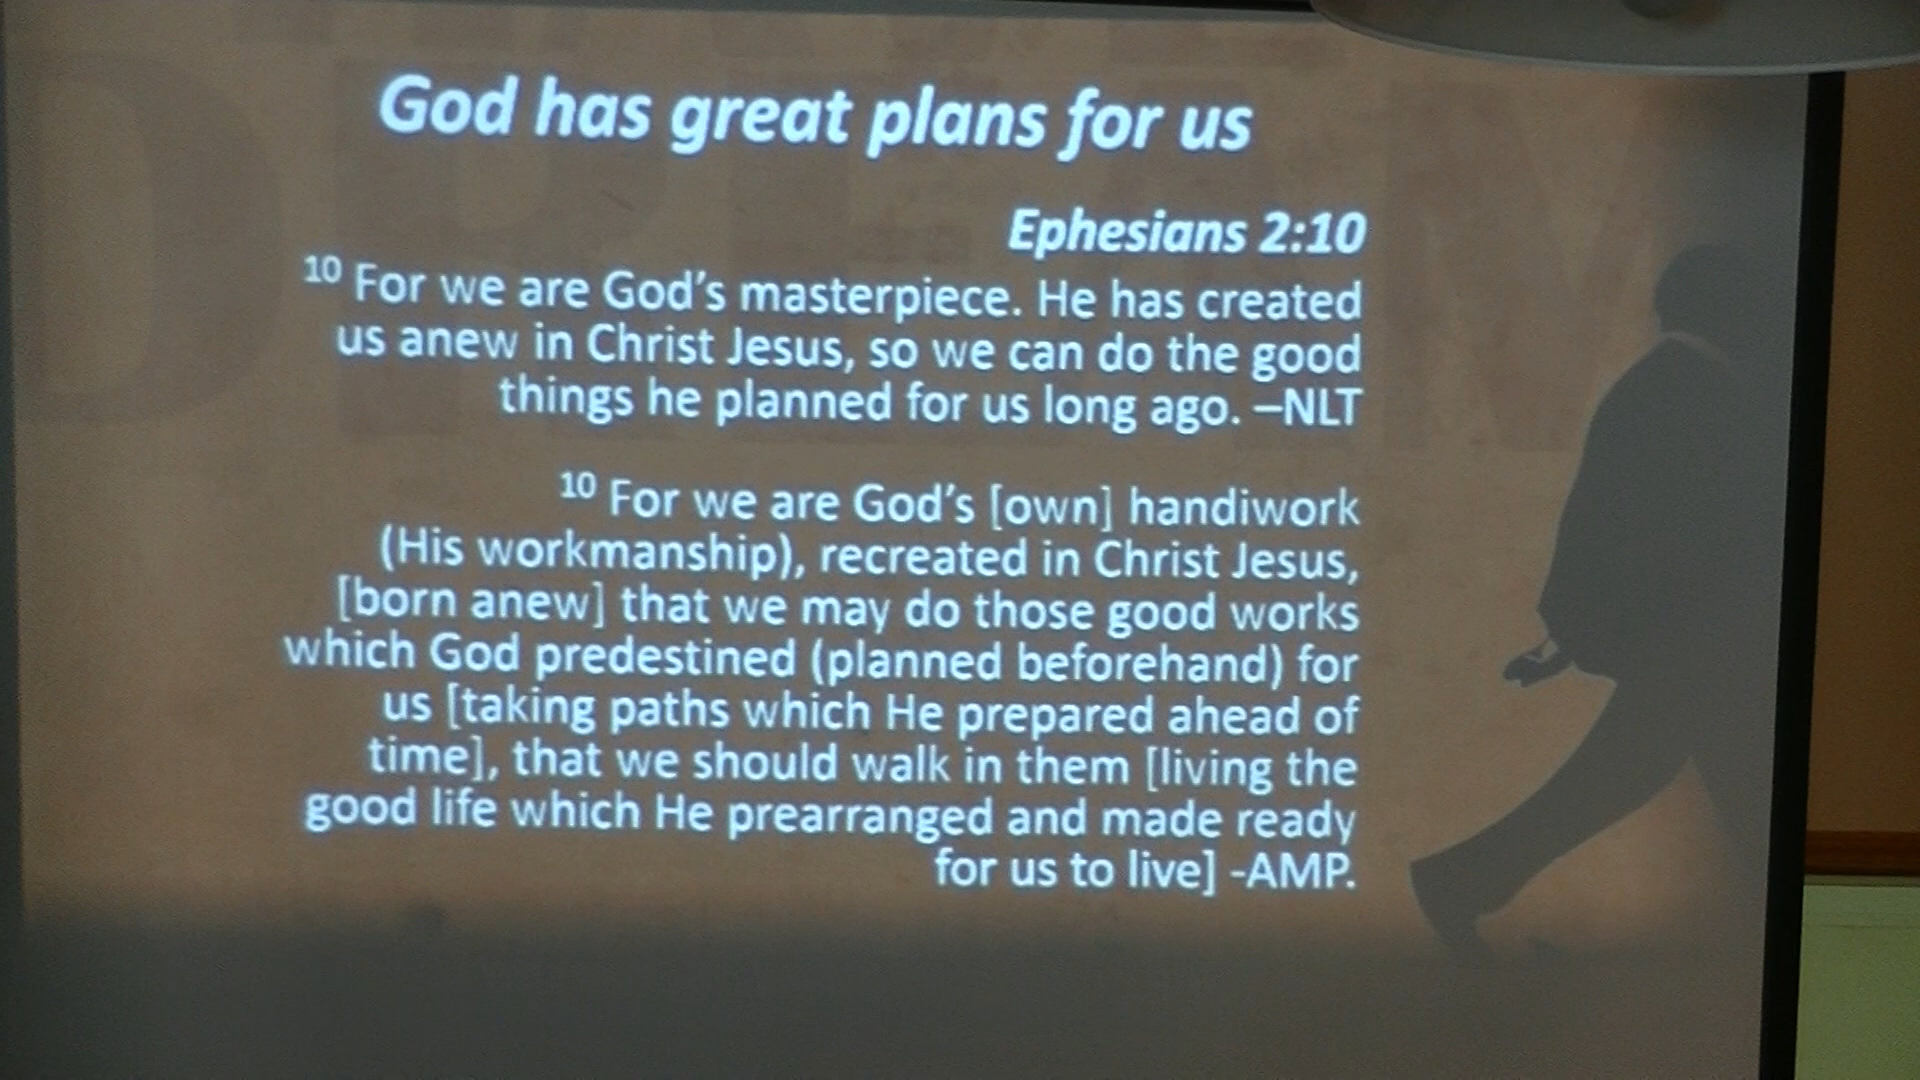 God has great plans for us
Ephesians 2:10
10 For we are God's masterpiece. He has created
us anew in Christ Jesus, so we can do the good
things he planned for us long ago. –NLT
10 For we are God's [own] handiwork
(His workmanship), recreated in Christ Jesus,
[born anew] that we may do those good works
which God predestined (planned beforehand) for
us [taking paths which He prepared ahead of
time], that we should walk in them [living the
good life which He prearranged and made ready
for us to live] -AMP.